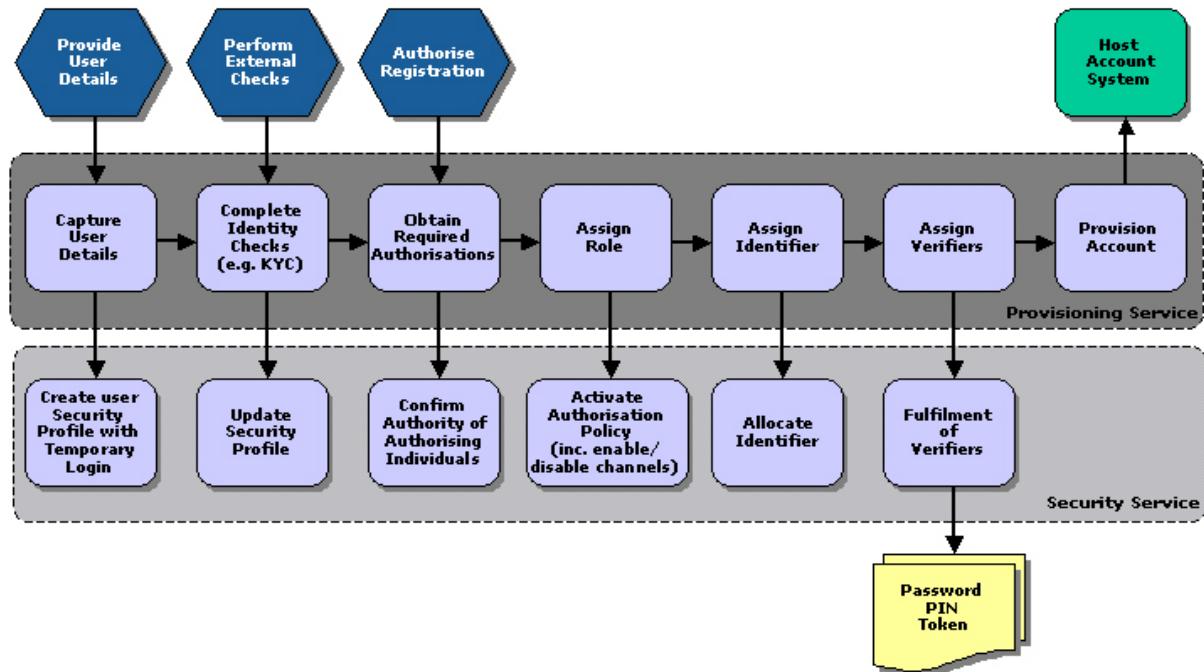 Provide
User
Details
Perform
External
Checks
Authorise
Registration
Host
Account
System
Capture
User
Details
Complete
Identity
Checks
(e.g. KYC)
Obtain
Required
Authorisations
Assign
Role
Assign
Identifier
Assign
Verifiers
Provision
Account
Provisioning Service
Create user
Security
Profile with
Temporary
Login
Update
Security
Profile
Confirm
Authority of
Authorising
Individuals
Activate
Authorisation
Policy
(inc. enable/
disable channels)
Allocate
Identifier
Fulfilment
of
Verifiers
Security Service
Password
PIN
Token